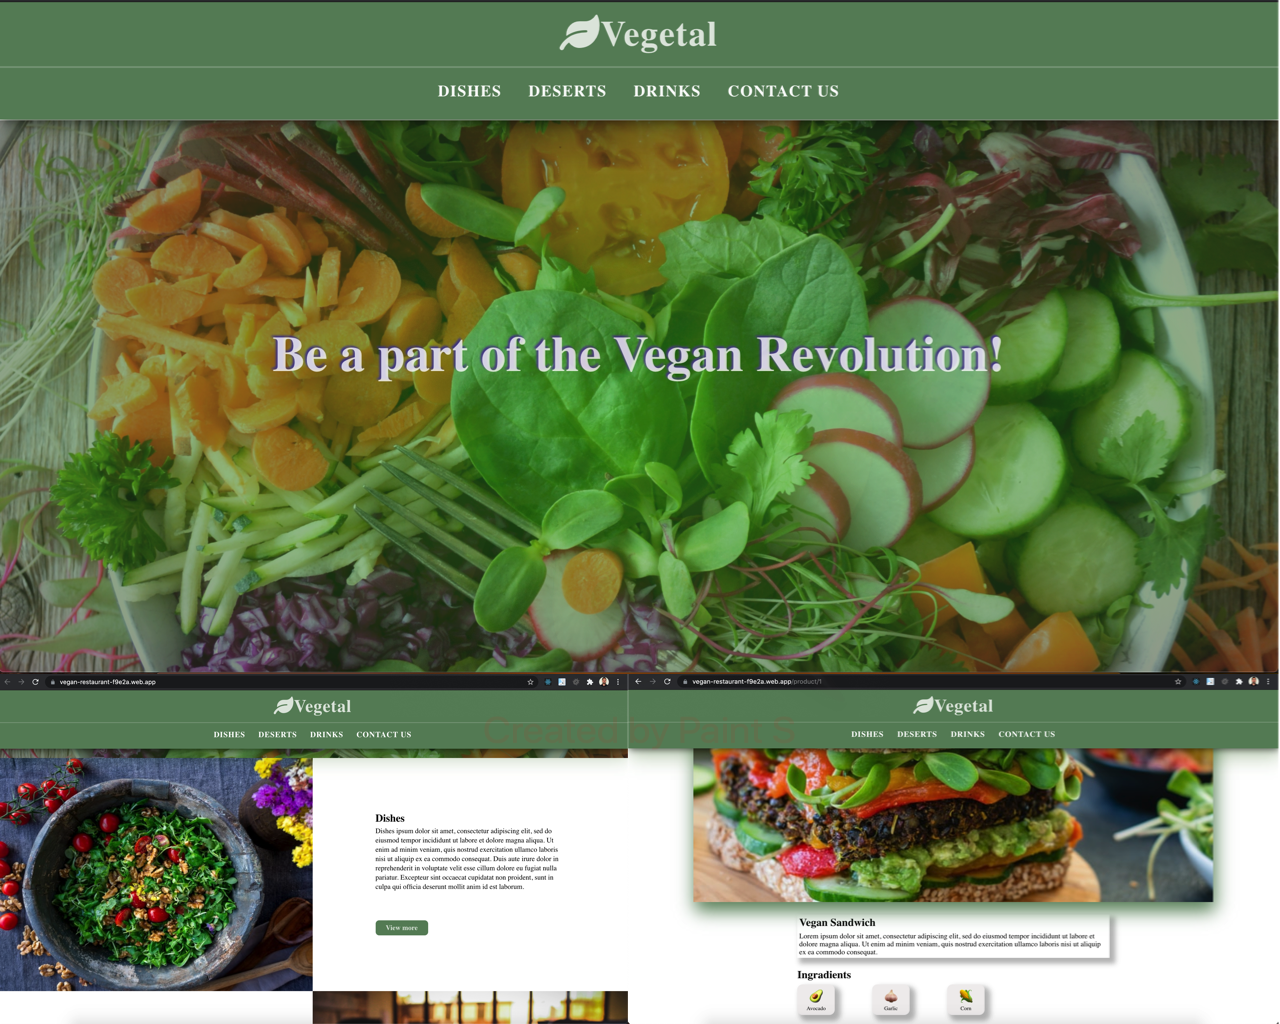 Vegetal
DISHES DESERTS DRINKS CONTACT US
Be a part of the Vegan Revolution!
vegan-restaurant-f9e2a.web.app
Vegetal
DISHES DESERTS DRINKS CONTACT US
Dishes
Dishes ipsum dolor sit amet, consectetur adipiscing elit, sed do
eiusmod tempor incididunt ut labore et dolore magna aliqua. Ut
enim ad minim veniam, quis nostrud exercitation ullamco laboris
nisi ut aliquip ex ea commodo consequat. Duis aute irure dolor in
reprehenderit in voluptate velit esse cillum dolore eu fugiat nulla
pariatur. Excepteur sint occaecat cupidatat non proident, sunt in
culpa qui officia deserunt mollit anim id est laborum.
View more
vegan-restaurant-f9e2a.web.app/product/f
Vegetal
DISHES DESERTS DRINKS CONTACT US
Vegan Sandwich
Lorem ipsum dolor sit amet, consectetur adipiscing elit, sed do eiusmod tempor incididunt ut labore et
dolore magna aliqua. Ut enim ad minim veniam, quis nostrud exercitation ullamco laboris nisi ut aliquip
ex ea commodo consequat.
Ingradients
Avocado Garlic Corn
Created by Paint S